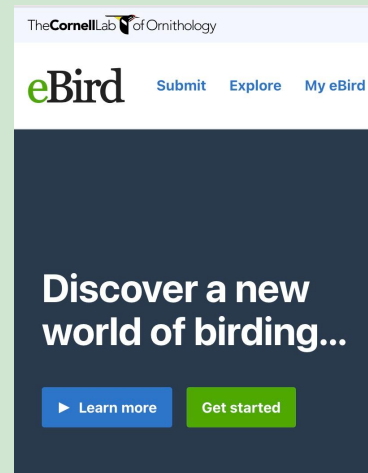 TheCornellLab of Ornithology
eBird
Submit Explore My eBird
Discover a new
world of birding...
Learn more Get started